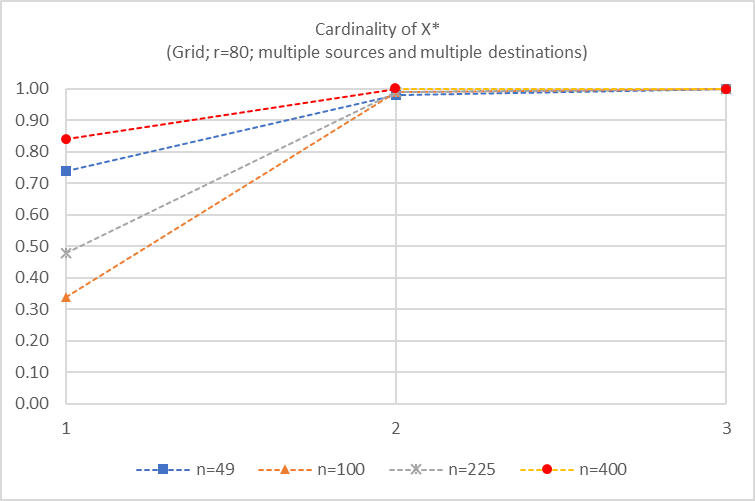 Cardinality of X*
(Grid; r=80; multiple sources and multiple destinations)
1.00
0.90
0.80
0.70
0.60
0.50
0.40
0.30
0.20
0.10
0.00
1 2 3
n=49 n=100 n=225 n=400